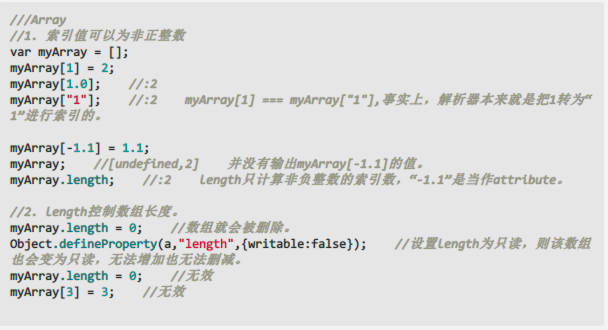 ///Array
//1. 索引值可以为非正整数
var myArray = [];
myArray[1] = 2;
myArray[1.0];    //:2
myArray["1"];    //:2    myArray[1] === myArray["1"],事实上，解析器本来就是把1转为“
1”进行索引的。
myArray[-1.1] = 1.1;
myArray;    //[undefined,2]    并没有输出myArray[-1.1]的值。
myArray.length;    //:2    length只计算非负整数的索引数，“-1.1”是当作attribute。
//2. length控制数组长度。
myArray.length = 0;    //数组就会被删除。
Object.defineProperty(a,"length",{writable:false});    //设置length为只读，则该数组
也会变为只读，无法增加也无法删减。
myArray.length = 0;    //无效
myArray[3] = 3;    //无效